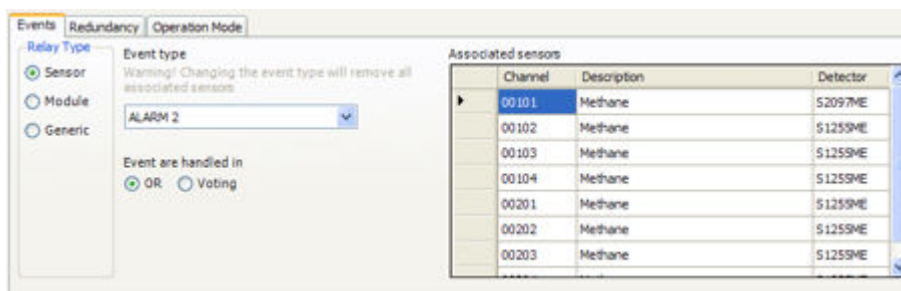 Events Redundancy Operation Mode
Relay Type
Sensor
Module
Generic
Event type
Warning! Changing the event type will remove all
associated sensors
ALARM 2
Event are handled in
OR Voting
Associated sensors
Channel Description Detector
00101 Methane S2097ME
00102 Methane S1255ME
00103 Methane S1255ME
00104 Methane S1255ME
00201 Methane S1255ME
00202 Methane S1255ME
00203 Methane S1255ME